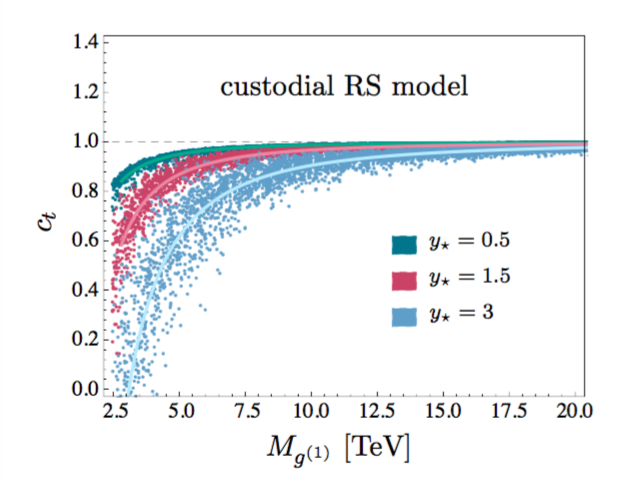 1.4
custodial RS model
1.2
1.0
0.8
0.6
0.4
0.2
0.0
c_t
y⋆ = 0.5
y⋆ = 1.5
y⋆ = 3
2.5 5.0 7.5 10.0 12.5 15.0 17.5 20.0
M_{g^{(1)}} [TeV]